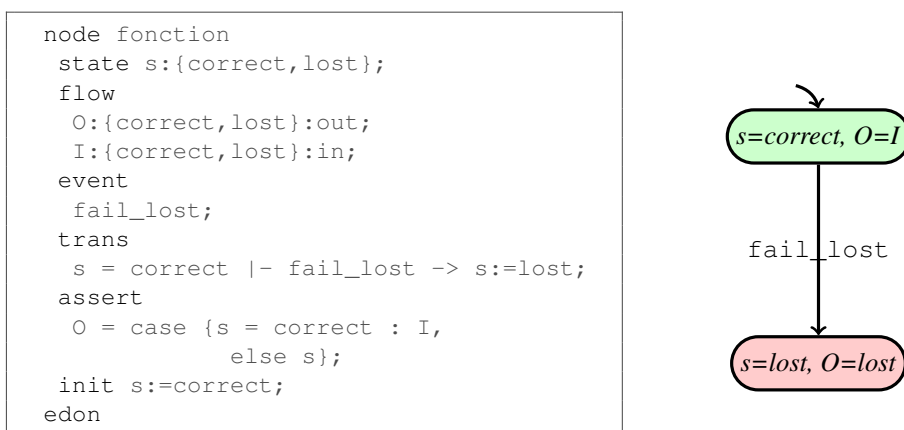 node fonction
state s:{correct,lost};
flow
O:{correct,lost}:out;
I:{correct,lost}:in;
event
fail_lost;
trans
s = correct |- fail_lost -> s:=lost;
assert
O = case {s = correct : I,
else s};
init s:=correct;
edon
s=correct, O=I
fail_lost
s=lost, O=lost